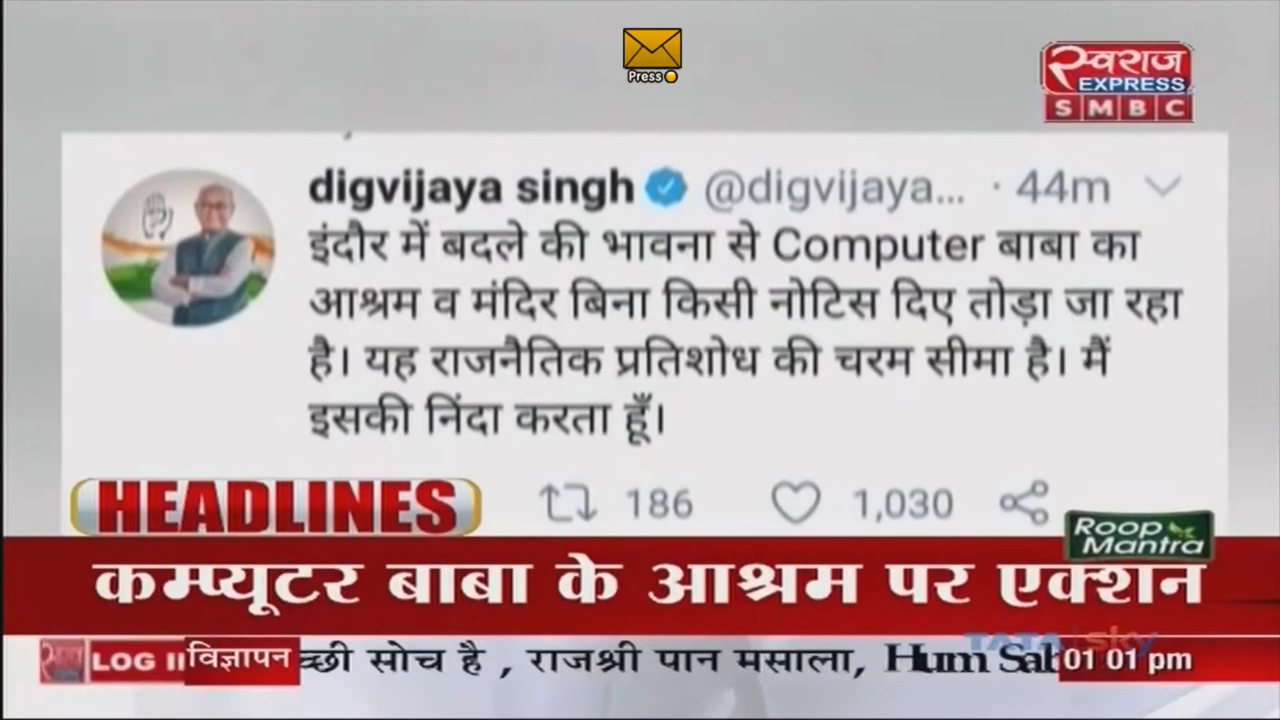 Press
स्वराज
EXPRESS
SMBC
digvijaya singh @digvijaya... · 44m
इंदौर में बदले की भावना से Computer बाबा का
आश्रम व मंदिर बिना किसी नोटिस दिए तोड़ा जा रहा
है। यह राजनैतिक प्रतिशोध की चरम सीमा है। मैं
इसकी निंदा करता हूँ।
186 1,030
HEADLINES
Roop
Mantra
कम्प्यूटर बाबा के आश्रम पर एक्शन
TATA sky
LOG विज्ञापन च्छी सोच है , राजश्री पान मसाला, Hum Sab 01 01 pm